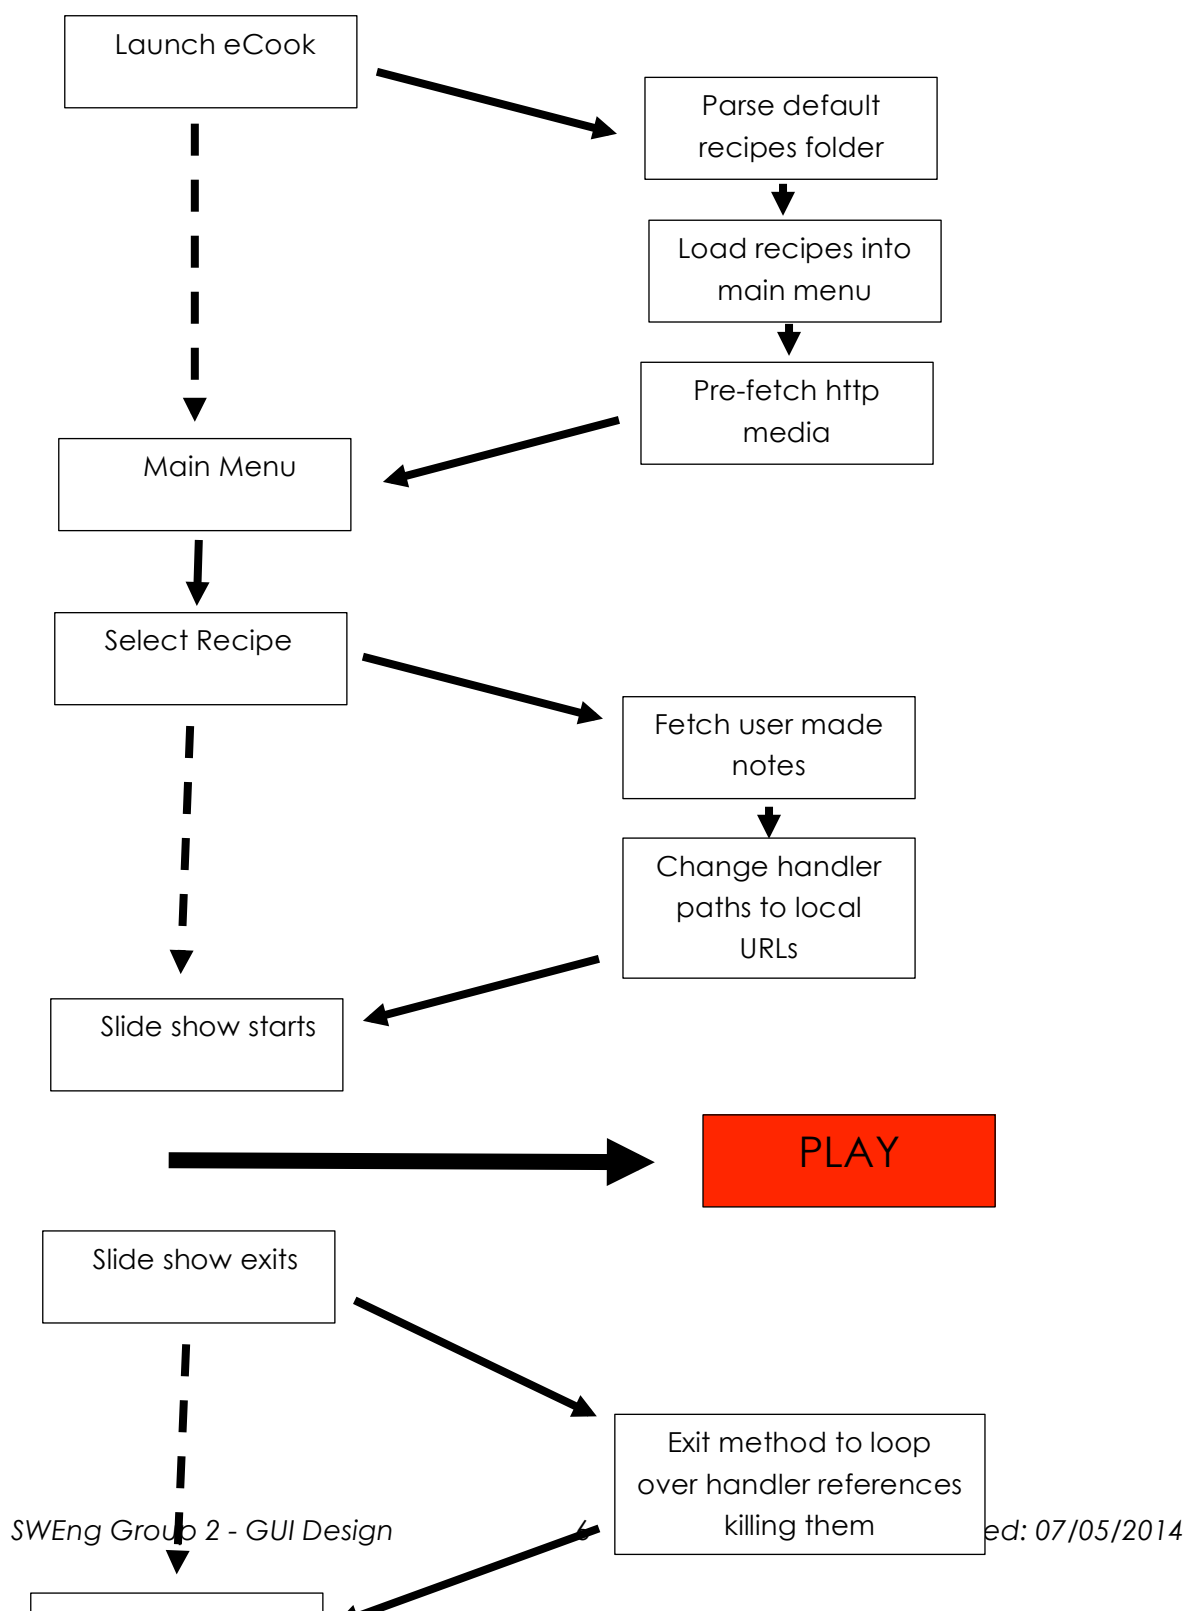 Launch eCook
Parse default
recipes folder
Load recipes into
main menu
Pre-fetch http
media
Main Menu
Select Recipe
Fetch user made
notes
Change handler
paths to local
URLs
Slide show starts
PLAY
Slide show exits
Exit method to loop
over handler references
killing them
SWEng Group 2 - GUI Design
ed: 07/05/2014